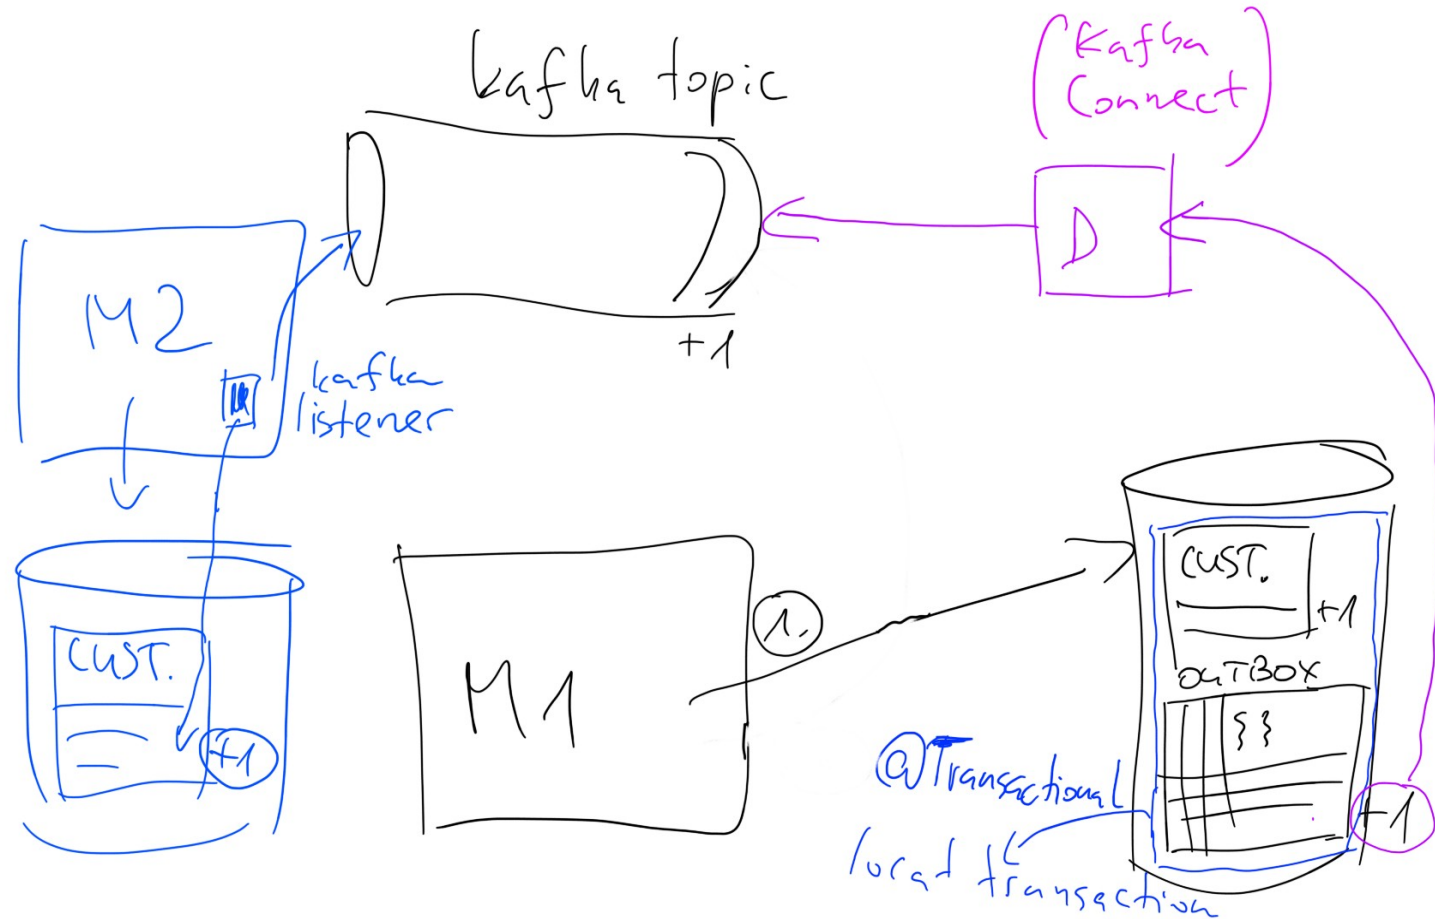 kafka topic
(Kafka
Connect)
D
M2
+1
kafka
listener
CUST.
+1
M1
1.
CUST.
+1
OUTBOX
{ }
+1
@Transactional
local transaction